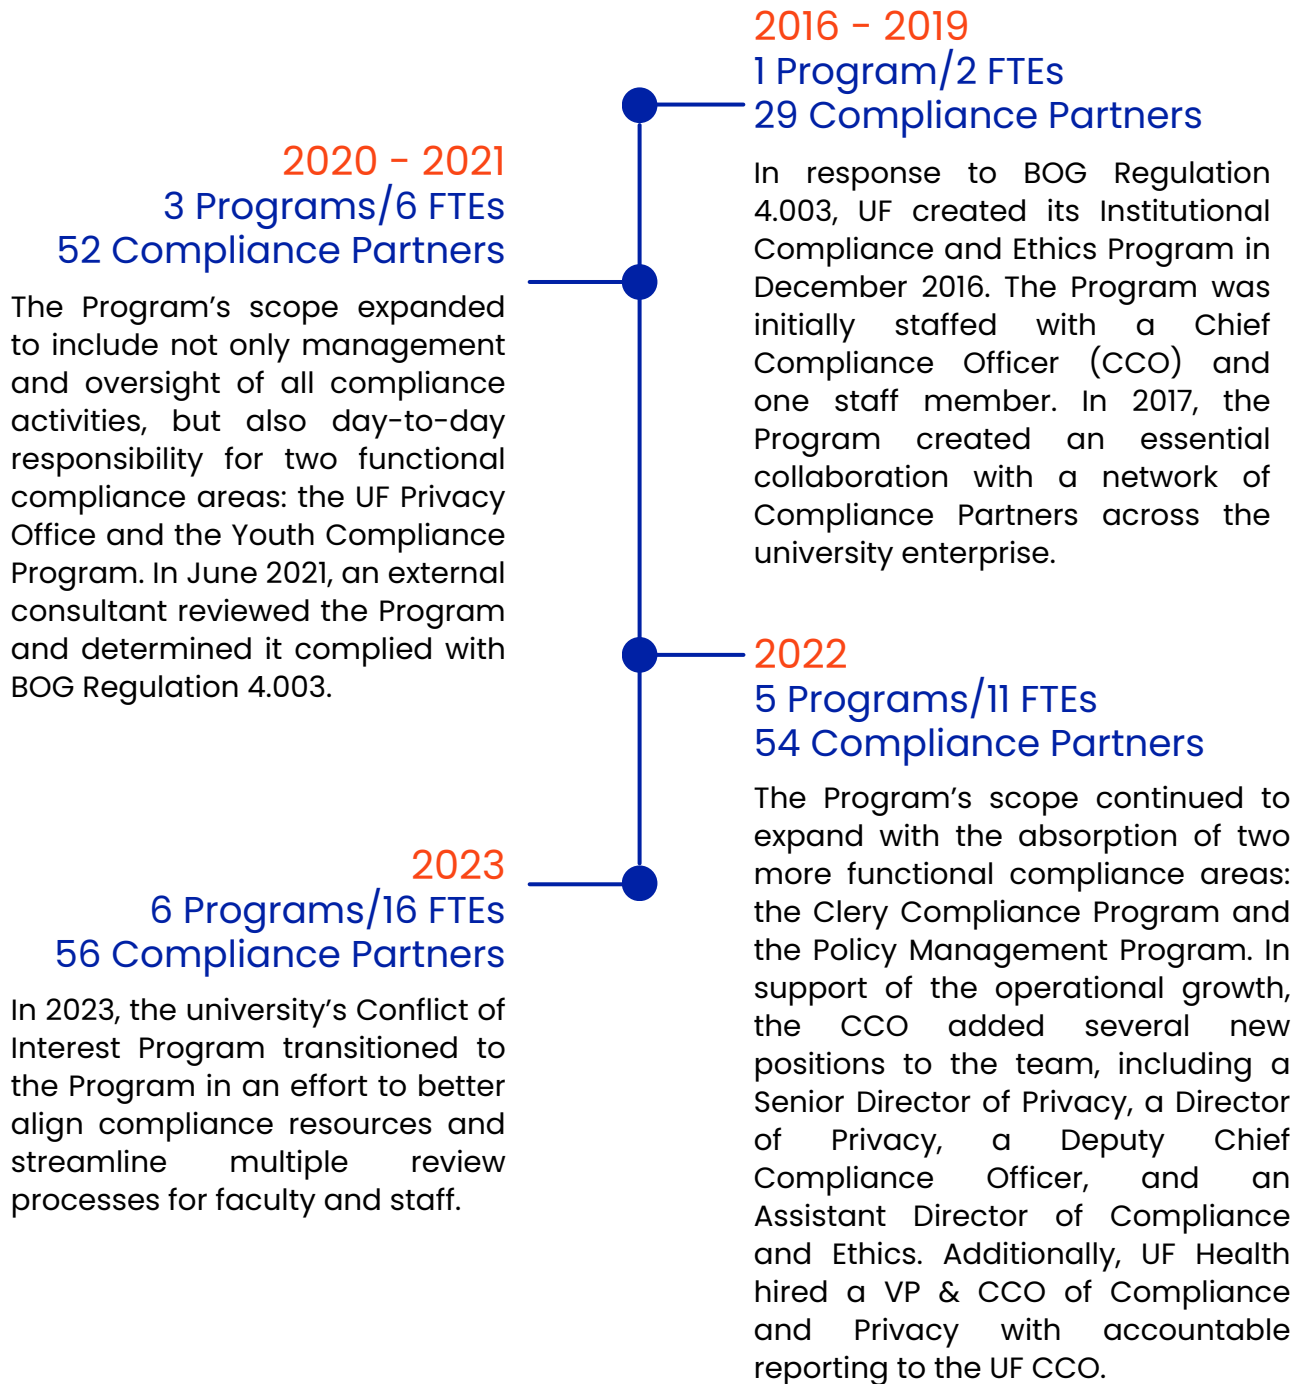 2016 - 2019
1 Program/2 FTEs
29 Compliance Partners
In response to BOG Regulation
4.003, UF created its Institutional
Compliance and Ethics Program in
December 2016. The Program was
initially staffed with a Chief
Compliance Officer (CCO) and
one staff member. In 2017, the
Program created an essential
collaboration with a network of
Compliance Partners across the
university enterprise.
2020 - 2021
3 Programs/6 FTEs
52 Compliance Partners
The Program’s scope expanded
to include not only management
and oversight of all compliance
activities, but also day-to-day
responsibility for two functional
compliance areas: the UF Privacy
Office and the Youth Compliance
Program. In June 2021, an external
consultant reviewed the Program
and determined it complied with
BOG Regulation 4.003.
2022
5 Programs/11 FTEs
54 Compliance Partners
The Program’s scope continued to
expand with the absorption of two
more functional compliance areas:
the Clery Compliance Program and
the Policy Management Program. In
support of the operational growth,
the CCO added several new
positions to the team, including a
Senior Director of Privacy, a Director
of Privacy, a Deputy Chief
Compliance Officer, and an
Assistant Director of Compliance
and Ethics. Additionally, UF Health
hired a VP & CCO of Compliance
and Privacy with accountable
reporting to the UF CCO.
2023
6 Programs/16 FTEs
56 Compliance Partners
In 2023, the university’s Conflict of
Interest Program transitioned to
the Program in an effort to better
align compliance resources and
streamline multiple review
processes for faculty and staff.